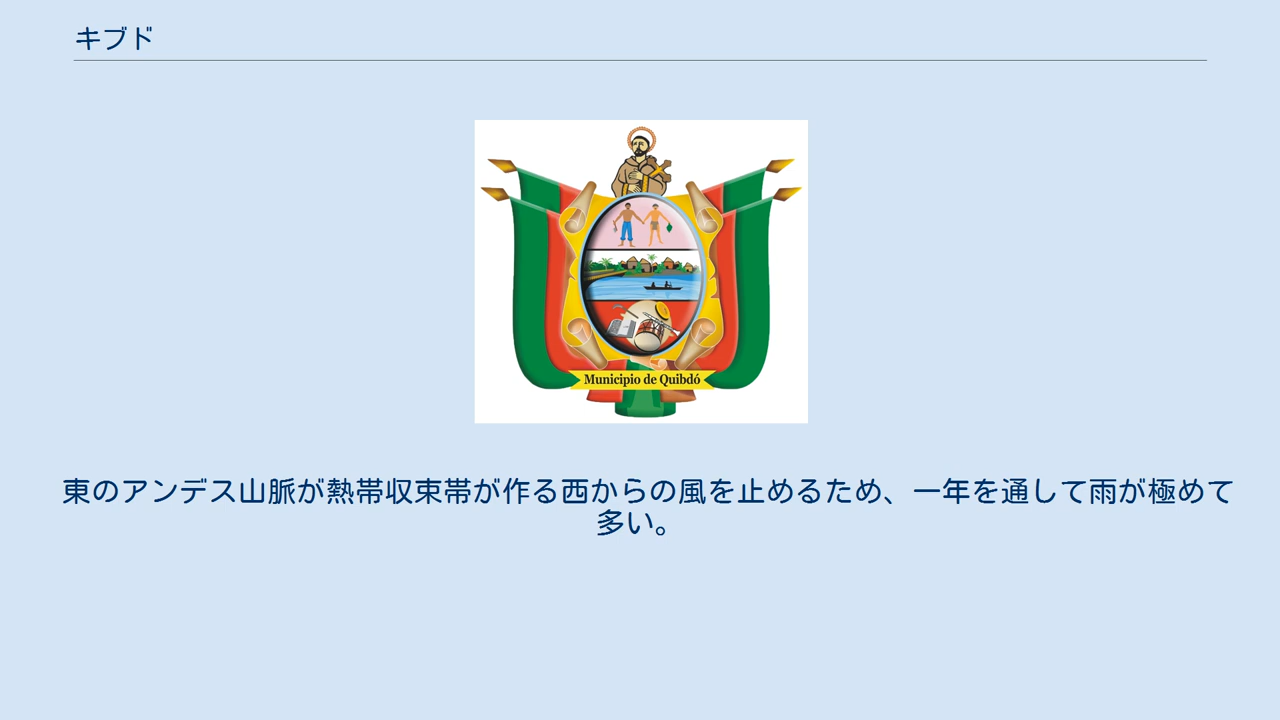 キブド
Municipio de Quibdó
東のアンデス山脈が熱帯収束帯が作る西からの風を止めるため、一年を通して雨が極めて
多い。